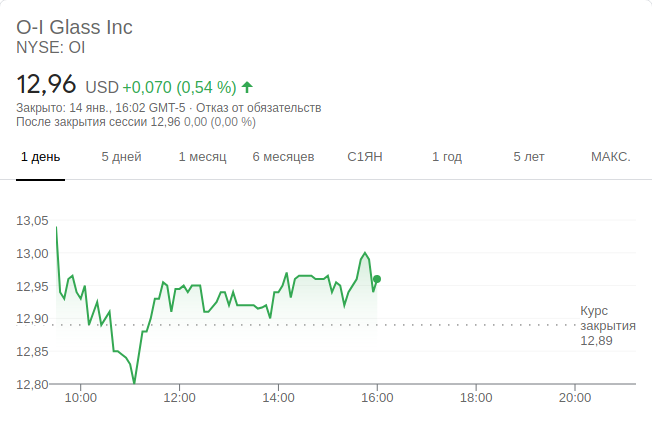 O-I Glass Inc
NYSE: OI
12,96 USD +0,070 (0,54 %)
Закрыто: 14 янв., 16:02 GMT-5 · Отказ от обязательств
После закрытия сессии 12,96 0,00 (0,00 %)
1 день 5 дней 1 месяц 6 месяцев С1ЯН 1 год 5 лет МАКС.
13,05
13,00
12,95
12,90
12,85
12,80
Курс
закрытия
12,89
10:00 12:00 14:00 16:00 18:00 20:00